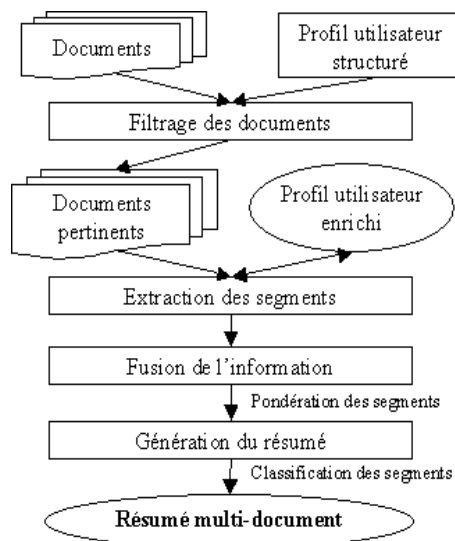 Documents
Profil utilisateur
structuré
Filtrage des documents
Documents
pertinents
Profil utilisateur
enrichi
Extraction des segments
Fusion de l'information
Pondération des segments
Génération du résumé
Classification des segments
Résumé multi-document